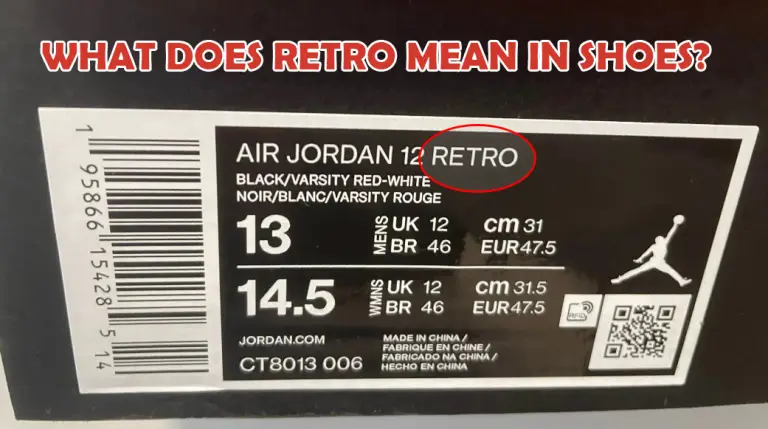 WHAT DOES RETRO MEAN IN SHOES?
AIR JORDAN 12 RETRO
BLACK/VARSITY RED-WHITE
NOIR/BLANC/VARSITY ROUGE
13 MENS UK 12 cm 31
BR 46 EUR 47.5
14.5 WMNS UK 12 cm 31.5
BR 46 EUR 47.5
RFID
JORDAN.COM
CT8013 006
MADE IN CHINA /
FABRIQUE EN CHINE /
FABRICADO NA CHINA /
HECHO EN CHINA
1 95866 15428 5 14